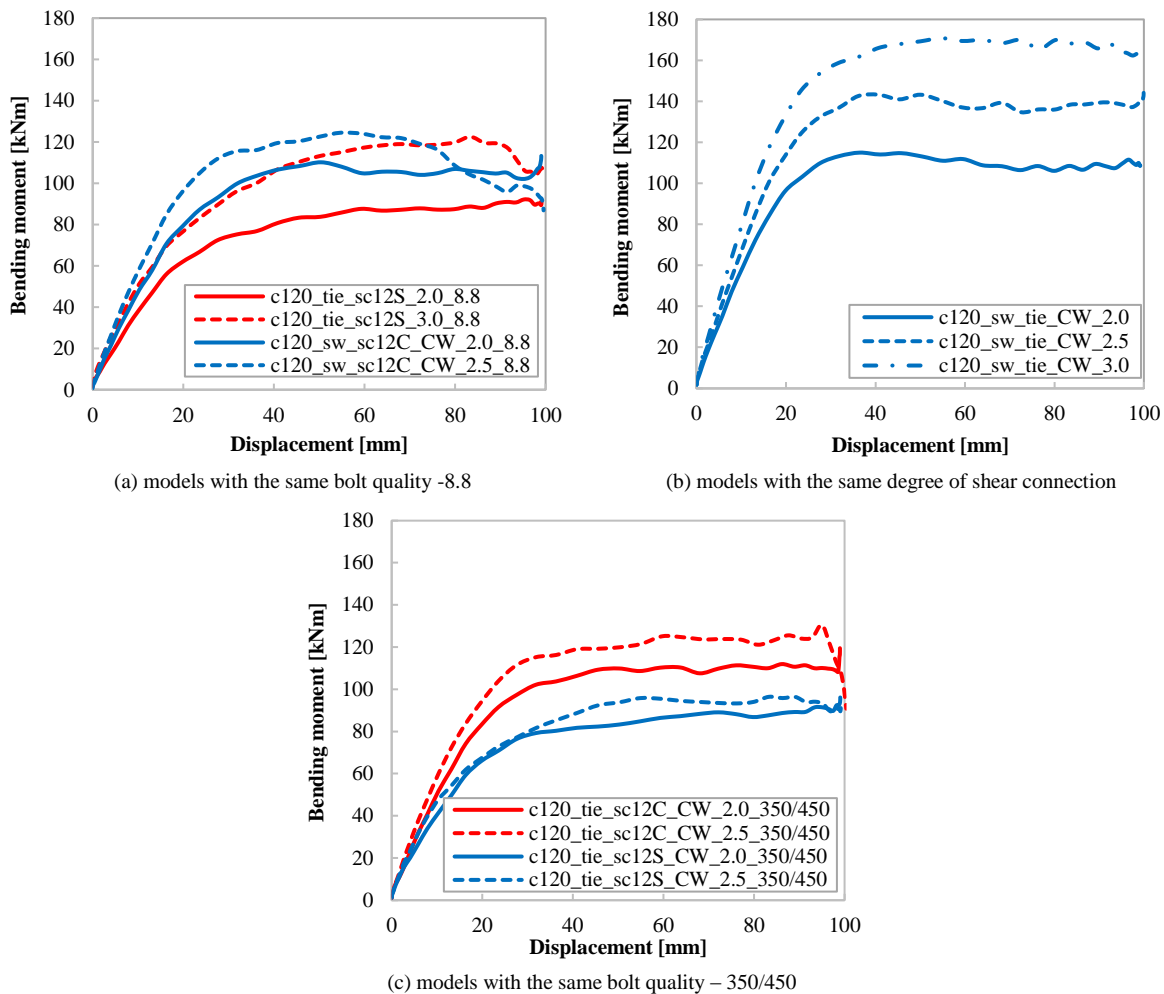 180
160
140
120
100
80
60
40
20
0
Bending moment [kNm]
c120_tie_sc12S_2.0_8.8
c120_tie_sc12S_3.0_8.8
c120_sw_sc12C_CW_2.0_8.8
c120_sw_sc12C_CW_2.5_8.8
0 20 40 60 80 100
Displacement [mm]
(a) models with the same bolt quality -8.8
180
160
140
120
100
80
60
40
20
0
Bending moment [kNm]
c120_sw_tie_CW_2.0
c120_sw_tie_CW_2.5
c120_sw_tie_CW_3.0
0 20 40 60 80 100
Displacement [mm]
(b) models with the same degree of shear connection
180
160
140
120
100
80
60
40
20
0
Bending moment [kNm]
c120_tie_sc12C_CW_2.0_350/450
c120_tie_sc12C_CW_2.5_350/450
c120_tie_sc12S_CW_2.0_350/450
c120_tie_sc12S_CW_2.5_350/450
0 20 40 60 80 100
Displacement [mm]
(c) models with the same bolt quality – 350/450